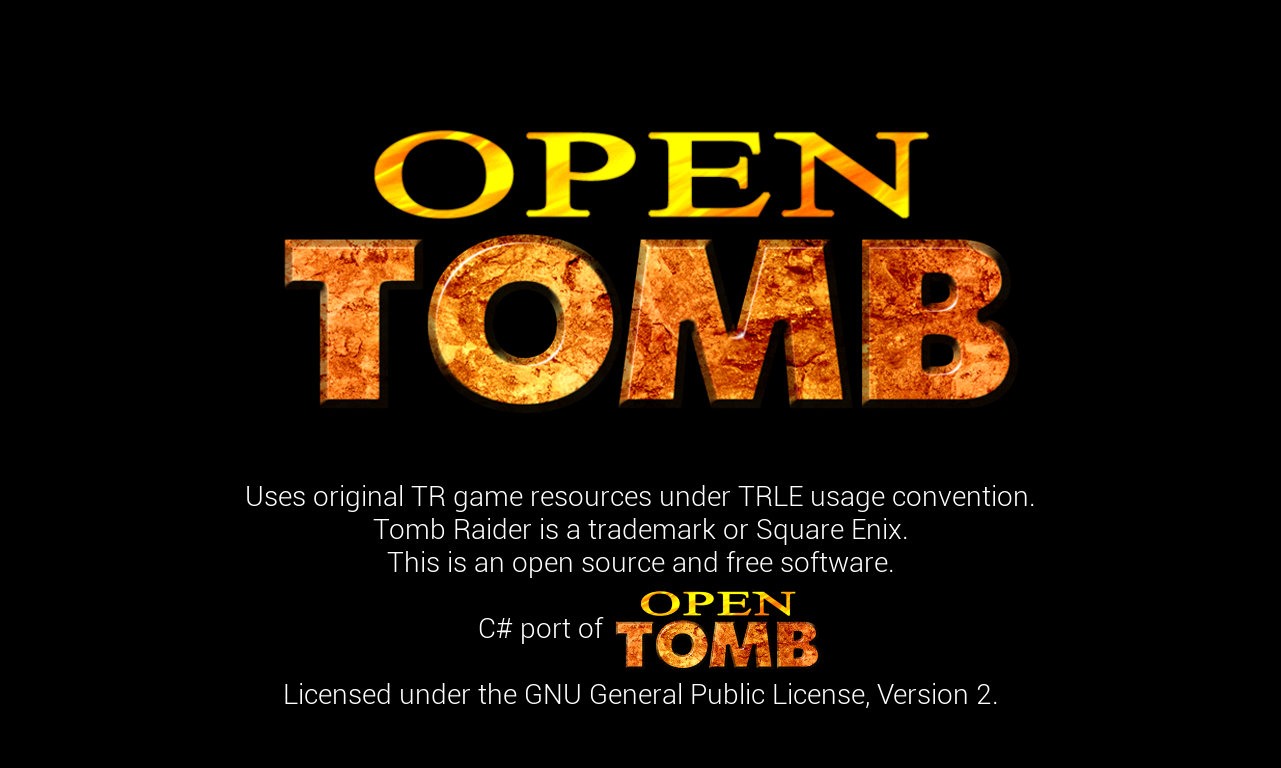 OPEN
TOMB
Uses original TR game resources under TRLE usage convention.
Tomb Raider is a trademark or Square Enix.
This is an open source and free software.
C# port of OPEN TOMB
Licensed under the GNU General Public License, Version 2.